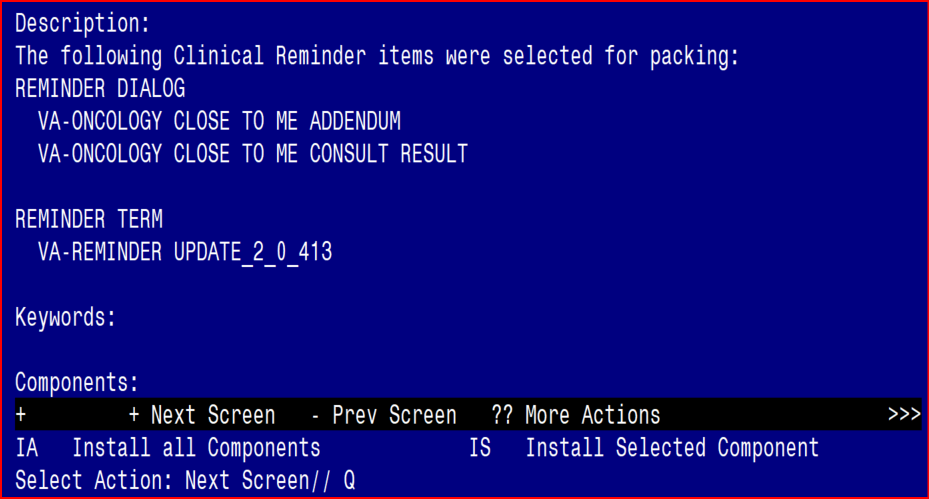 Description:
The following Clinical Reminder items were selected for packing:
REMINDER DIALOG
VA-ONCOLOGY CLOSE TO ME ADDENDUM
VA-ONCOLOGY CLOSE TO ME CONSULT RESULT
REMINDER TERM
VA-REMINDER UPDATE_2_0_413
Keywords:
Components:
+ + Next Screen - Prev Screen ?? More Actions >>>
IA Install all Components IS Install Selected Component
Select Action: Next Screen// Q